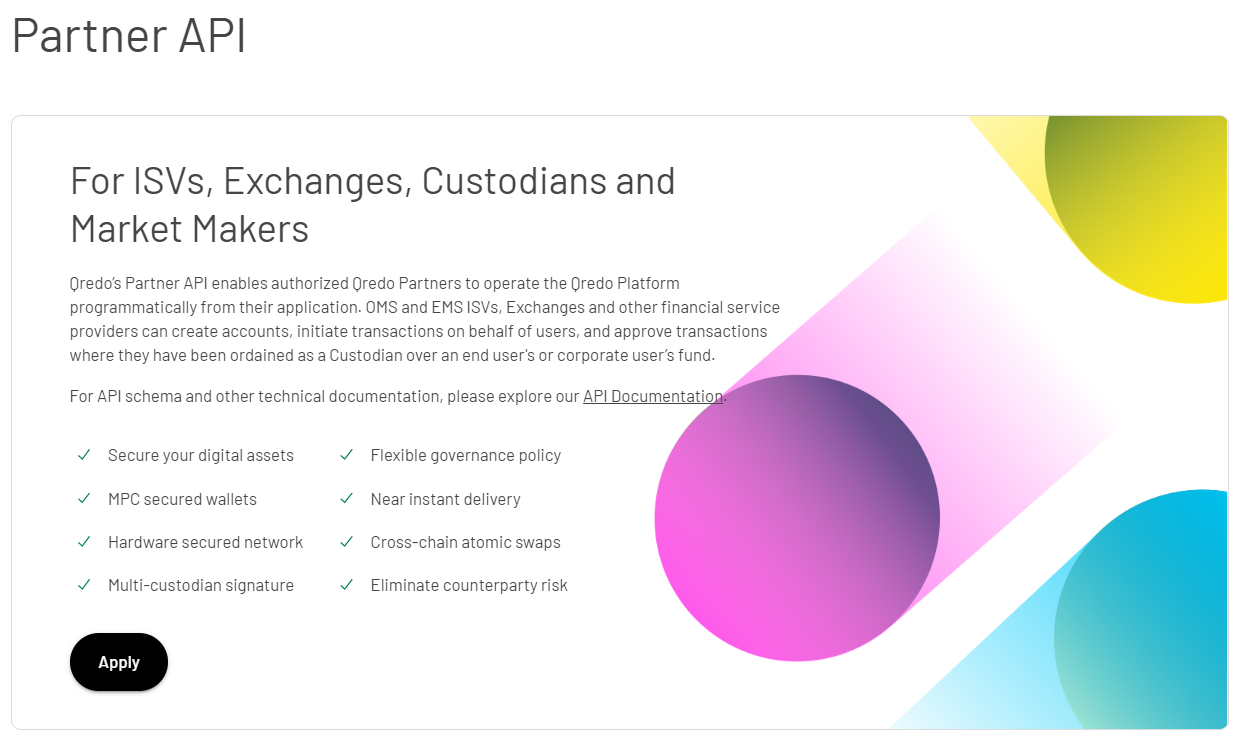 Partner API
For ISVs, Exchanges, Custodians and
Market Makers
Qredo’s Partner API enables authorized Qredo Partners to operate the Qredo Platform
programmatically from their application. OMS and EMS ISVs, Exchanges and other financial service
providers can create accounts, initiate transactions on behalf of users, and approve transactions
where they have been ordained as a Custodian over an end user's or corporate user’s fund.
For API schema and other technical documentation, please explore our API Documentation.
Secure your digital assets
Flexible governance policy
MPC secured wallets
Near instant delivery
Hardware secured network
Cross-chain atomic swaps
Multi-custodian signature
Eliminate counterparty risk
Apply